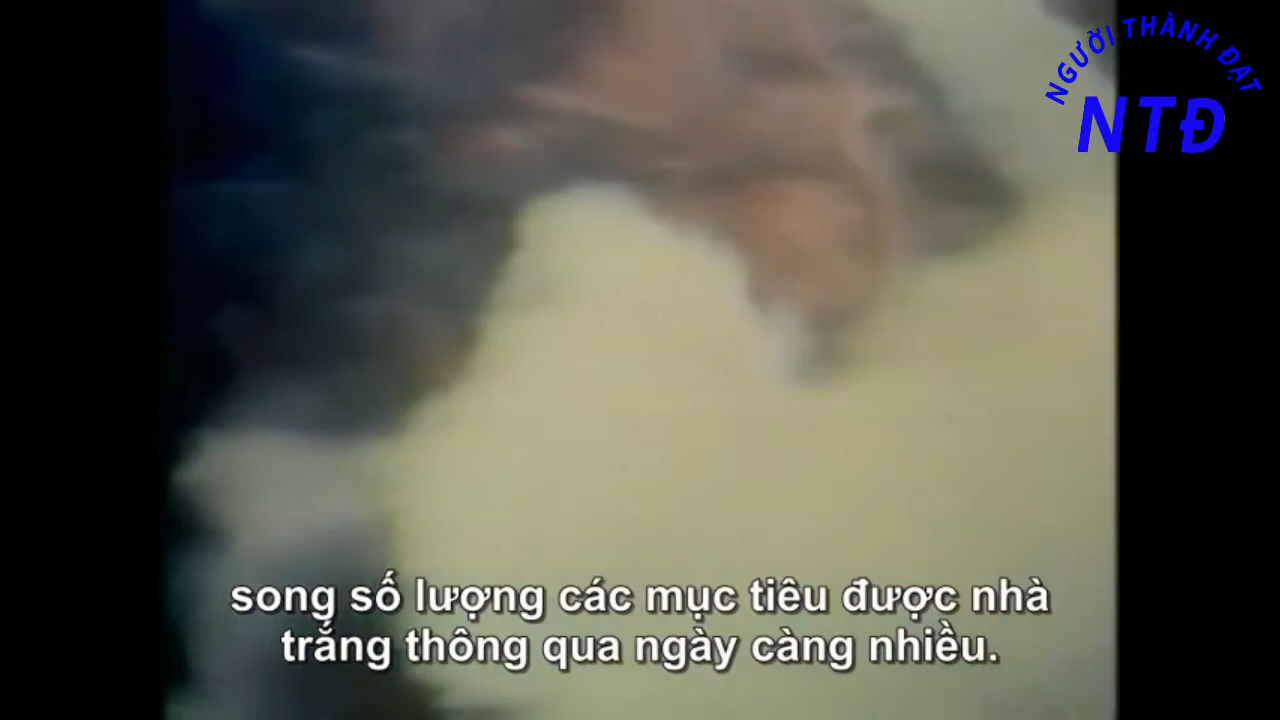 NGƯỜI THÀNH ĐẠT
NTĐ
song số lượng các mục tiêu được nhà
trắng thông qua ngày càng nhiều.